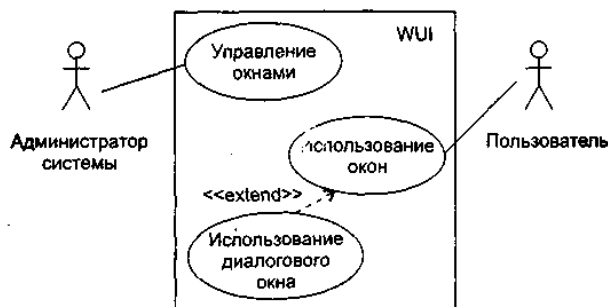 WUI
Управление
окнами
Администратор
системы
Использование
окон
Пользователь
<<extend>>
Использование
диалогового
окна